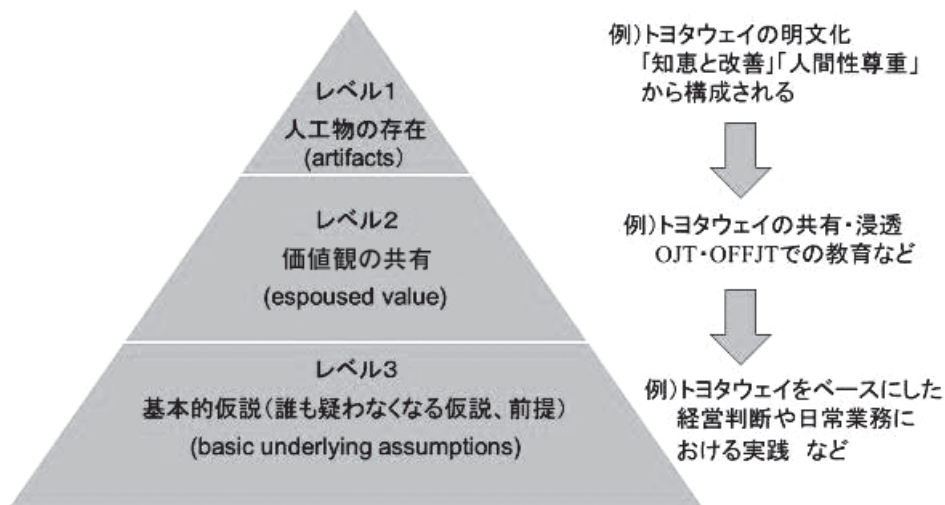 レベル1
人工物の存在
(artifacts)
レベル2
価値観の共有
(espoused value)
レベル3
基本的仮説(誰も疑わなくなる仮説、前提)
(basic underlying assumptions)
例)トヨタウェイの明文化
「知恵と改善」「人間性尊重」
から構成される
例)トヨタウェイの共有・浸透
OJT・OFFJTでの教育など
例)トヨタウェイをベースにした
経営判断や日常業務に
おける実践 など